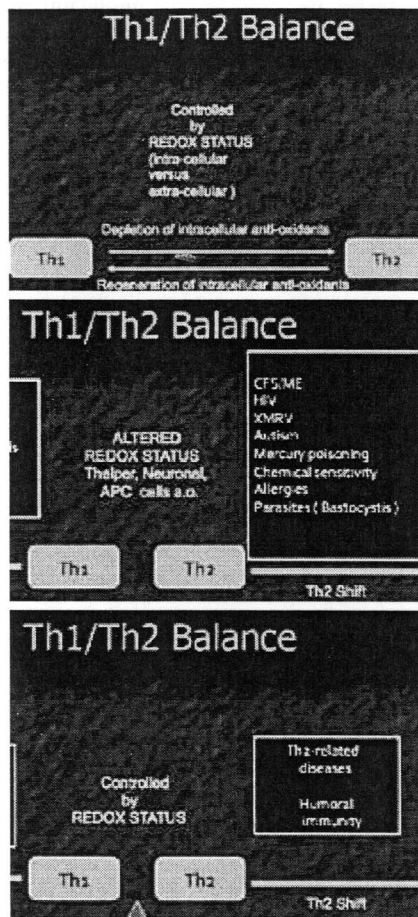 Th1/Th2 Balance
Controlled
by
REDOX STATUS
(intra-cellular
versus
extra-cellular )
Depletion of intracellular anti-oxidants
Th1
Th2
Regeneration of intracellular anti-oxidants
Th1/Th2 Balance
is
ALTERED
REDOX STATUS
Thelper, Neuronal,
APC cells a.o.
CFS/ME
HIV
XMRV
Autism
Mercury poisoning
Chemical sensitivity
Allergies
Parasites ( Blastocystis )
Th1
Th2
Th2 Shift
Th1/Th2 Balance
Controlled
by
REDOX STATUS
Th2-related
diseases
Humoral
immunity
Th1
Th2
Th2 Shift